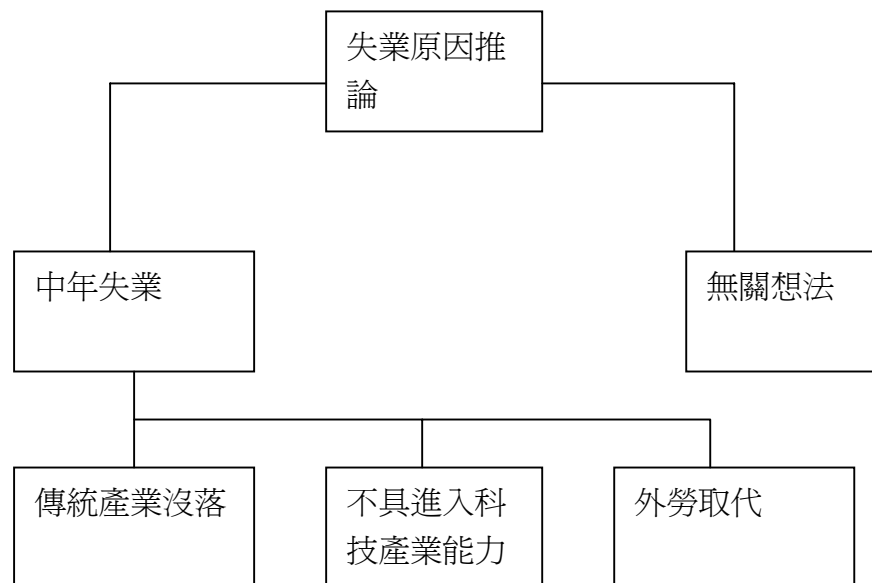 失業原因推
論
中年失業
無關想法
傳統產業沒落
不具進入科
技產業能力
外勞取代